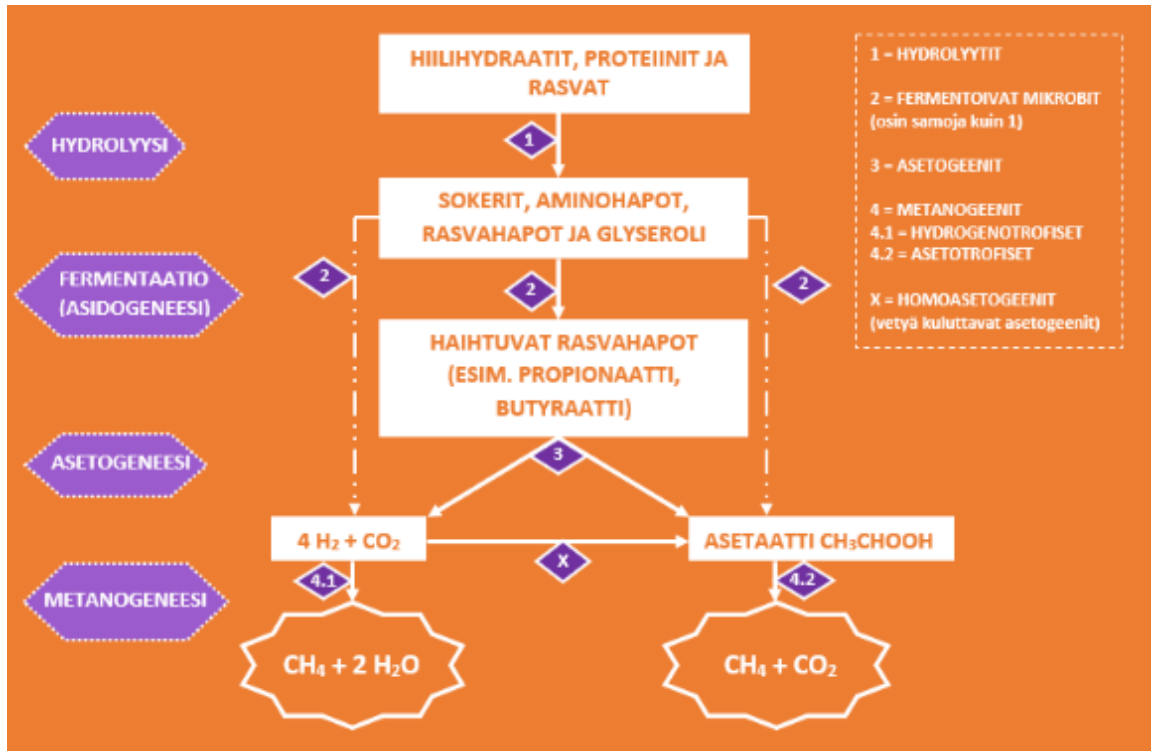 HIILIHYDRAATIT, PROTEIINIT JA
RASVAT
1
HYDROLYYSI
SOKERIT, AMINOHAPOT,
RASVAHAPOT JA GLYSEROLI
2
2
2
FERMENTAATIO
(ASIDOGENEESI)
HAIHTUVAT RASVAHAPOT
(ESIM. PROPIONAATTI,
BUTYRAATTI)
3
ASETOGENEESI
4 H₂ + CO₂
X
ASETAATTI CH₃CHOOH
4.1
4.2
METANOGENEESI
CH₄ + 2 H₂O
CH₄ + CO₂
1 = HYDROLYYTIT
2 = FERMENTOIVAT MIKROBIT
(osin samoja kuin 1)
3 = ASETOGEENIT
4 = METANOGEENIT
4.1 = HYDROGENOTROFISET
4.2 = ASETOTROFISET
X = HOMOASETOGEENIT
(vetyä kuluttavat asetogeenit)